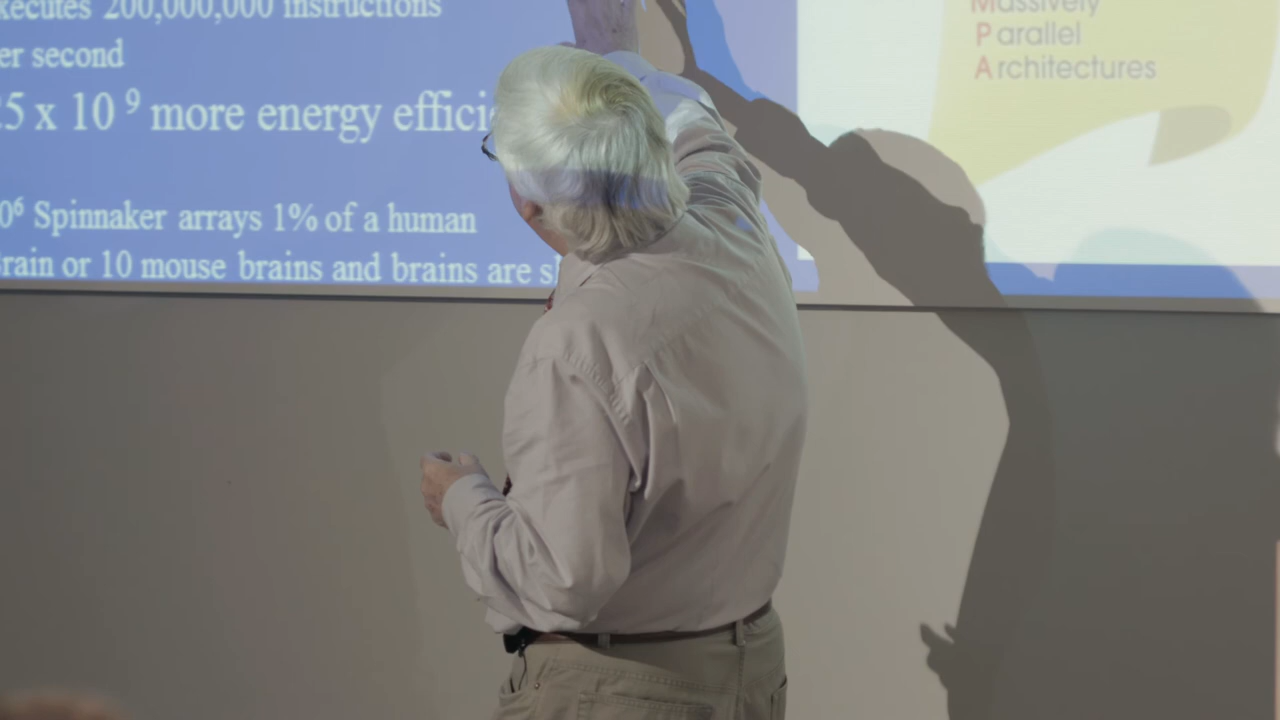 xecutes 200,000,000 instructions
er second
5 x 10 9 more energy effici
0⁶ Spinnaker arrays 1% of a human
rain or 10 mouse brains and brains are s
Massively
Parallel
Architectures